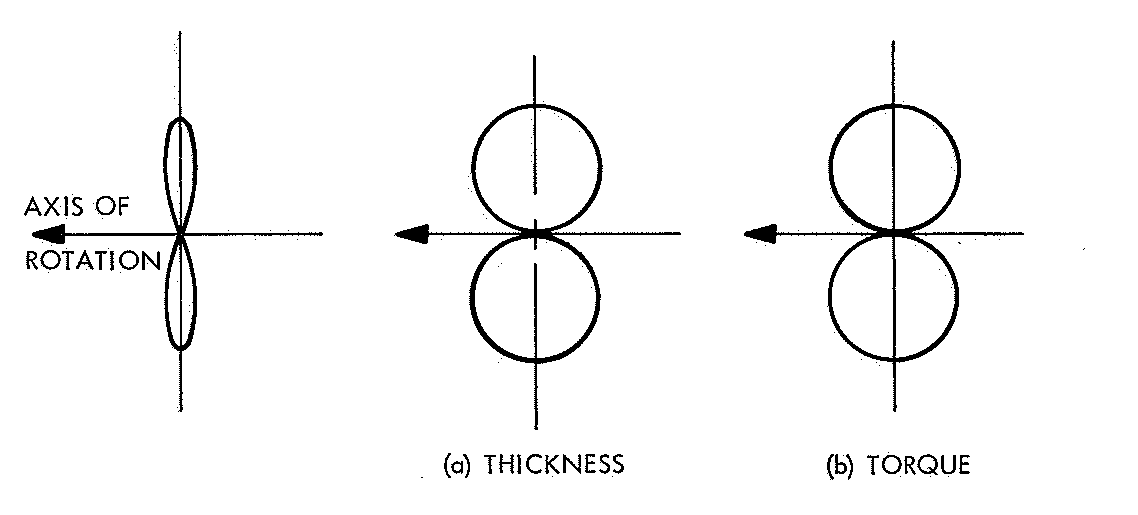 AXIS OF
ROTATION
(a) THICKNESS
(b) TORQUE